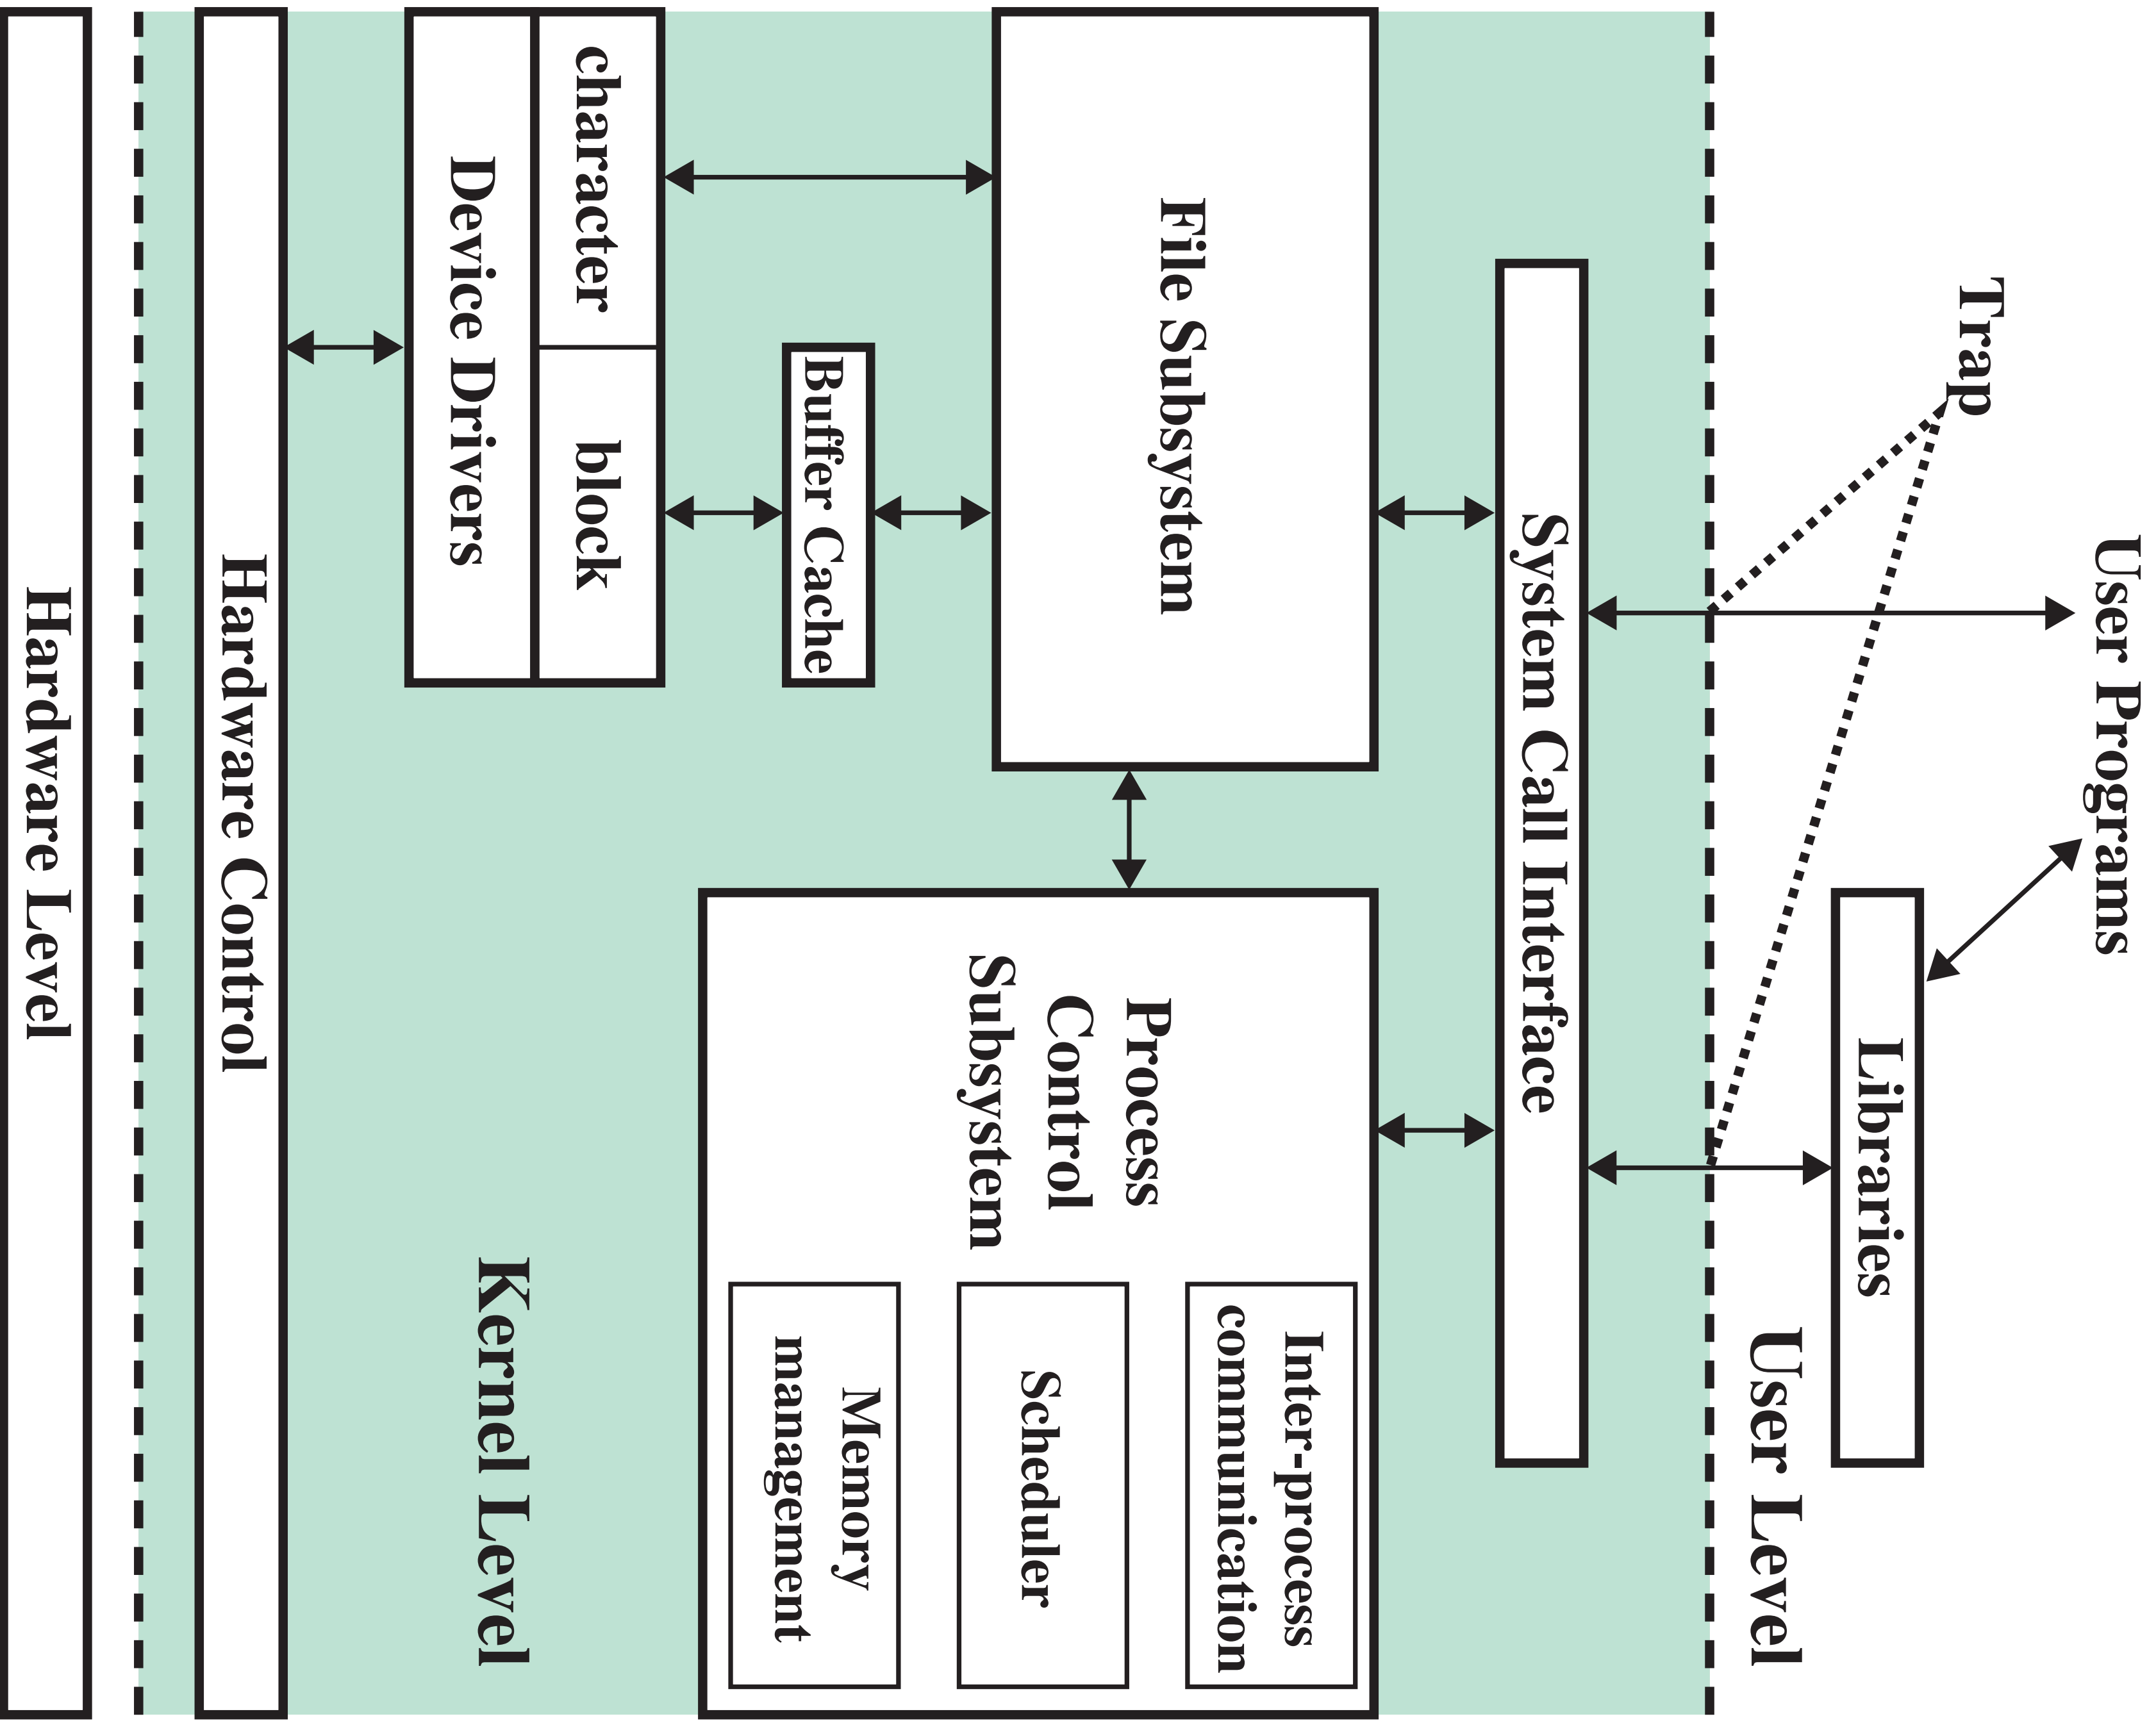 User Programs
Trap
Libraries
User Level
System Call Interface
File Subsystem
Process
Control
Subsystem
Inter-process
communication
Scheduler
Memory
management
Buffer Cache
character
block
Device Drivers
Kernel Level
Hardware Control
Hardware Level